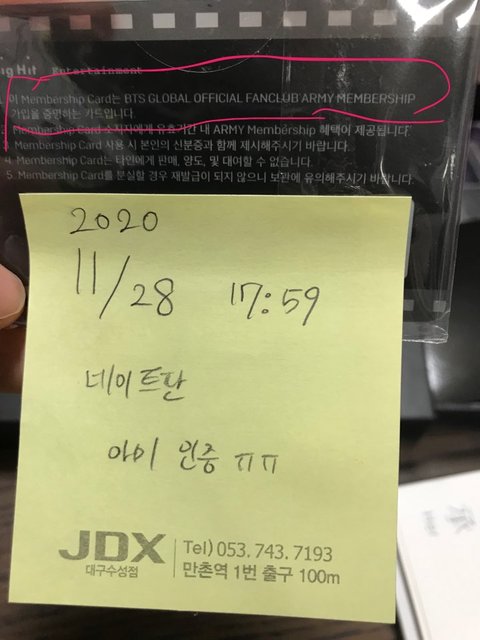 ig Hit Entertainment
1. 이 Membership Card는 BTS GLOBAL OFFICIAL FANCLUB ARMY MEMBERSHIP
가입을 증명하는 카드입니다.
2. Membership Card 소지자에게 유효기간 내 ARMY Membership 혜택이 제공됩니다.
3. Membership Card 사용 시 본인의 신분증과 함께 제시해주시기 바랍니다.
4. Membership Card는 타인에게 판매, 양도, 및 대여할 수 없습니다.
5. Membership Card를 분실할 경우 재발급이 되지 않으니 보관에 유의해주시기 바랍니다.
2020
11/28 17:59
네이트판
아미 인증 ㅠㅠ
JDX Tel) 053.743.7193
대구수성점 만촌역 1번 출구 100m